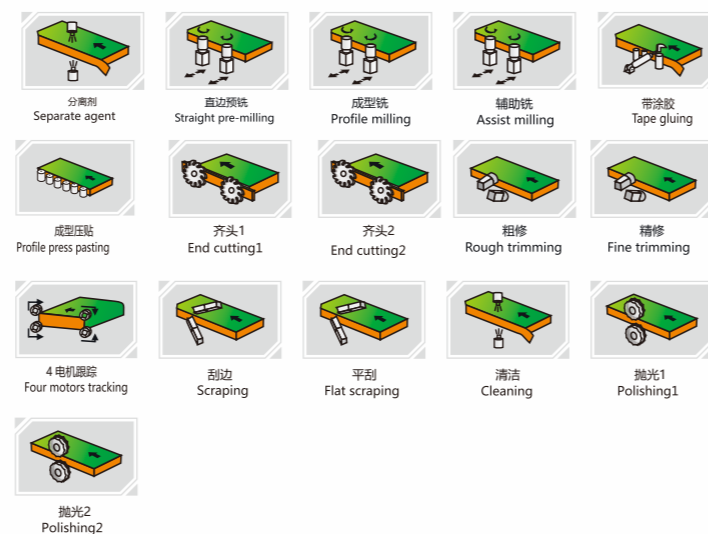 分离剂
Separate agent
直边预铣
Straight pre-milling
成型铣
Profile milling
辅助铣
Assist milling
带涂胶
Tape gluing
成型压贴
Profile press pasting
齐头1
End cutting1
齐头2
End cutting2
粗修
Rough trimming
精修
Fine trimming
4 电机跟踪
Four motors tracking
刮边
Scraping
平刮
Flat scraping
清洁
Cleaning
抛光1
Polishing1
抛光2
Polishing2